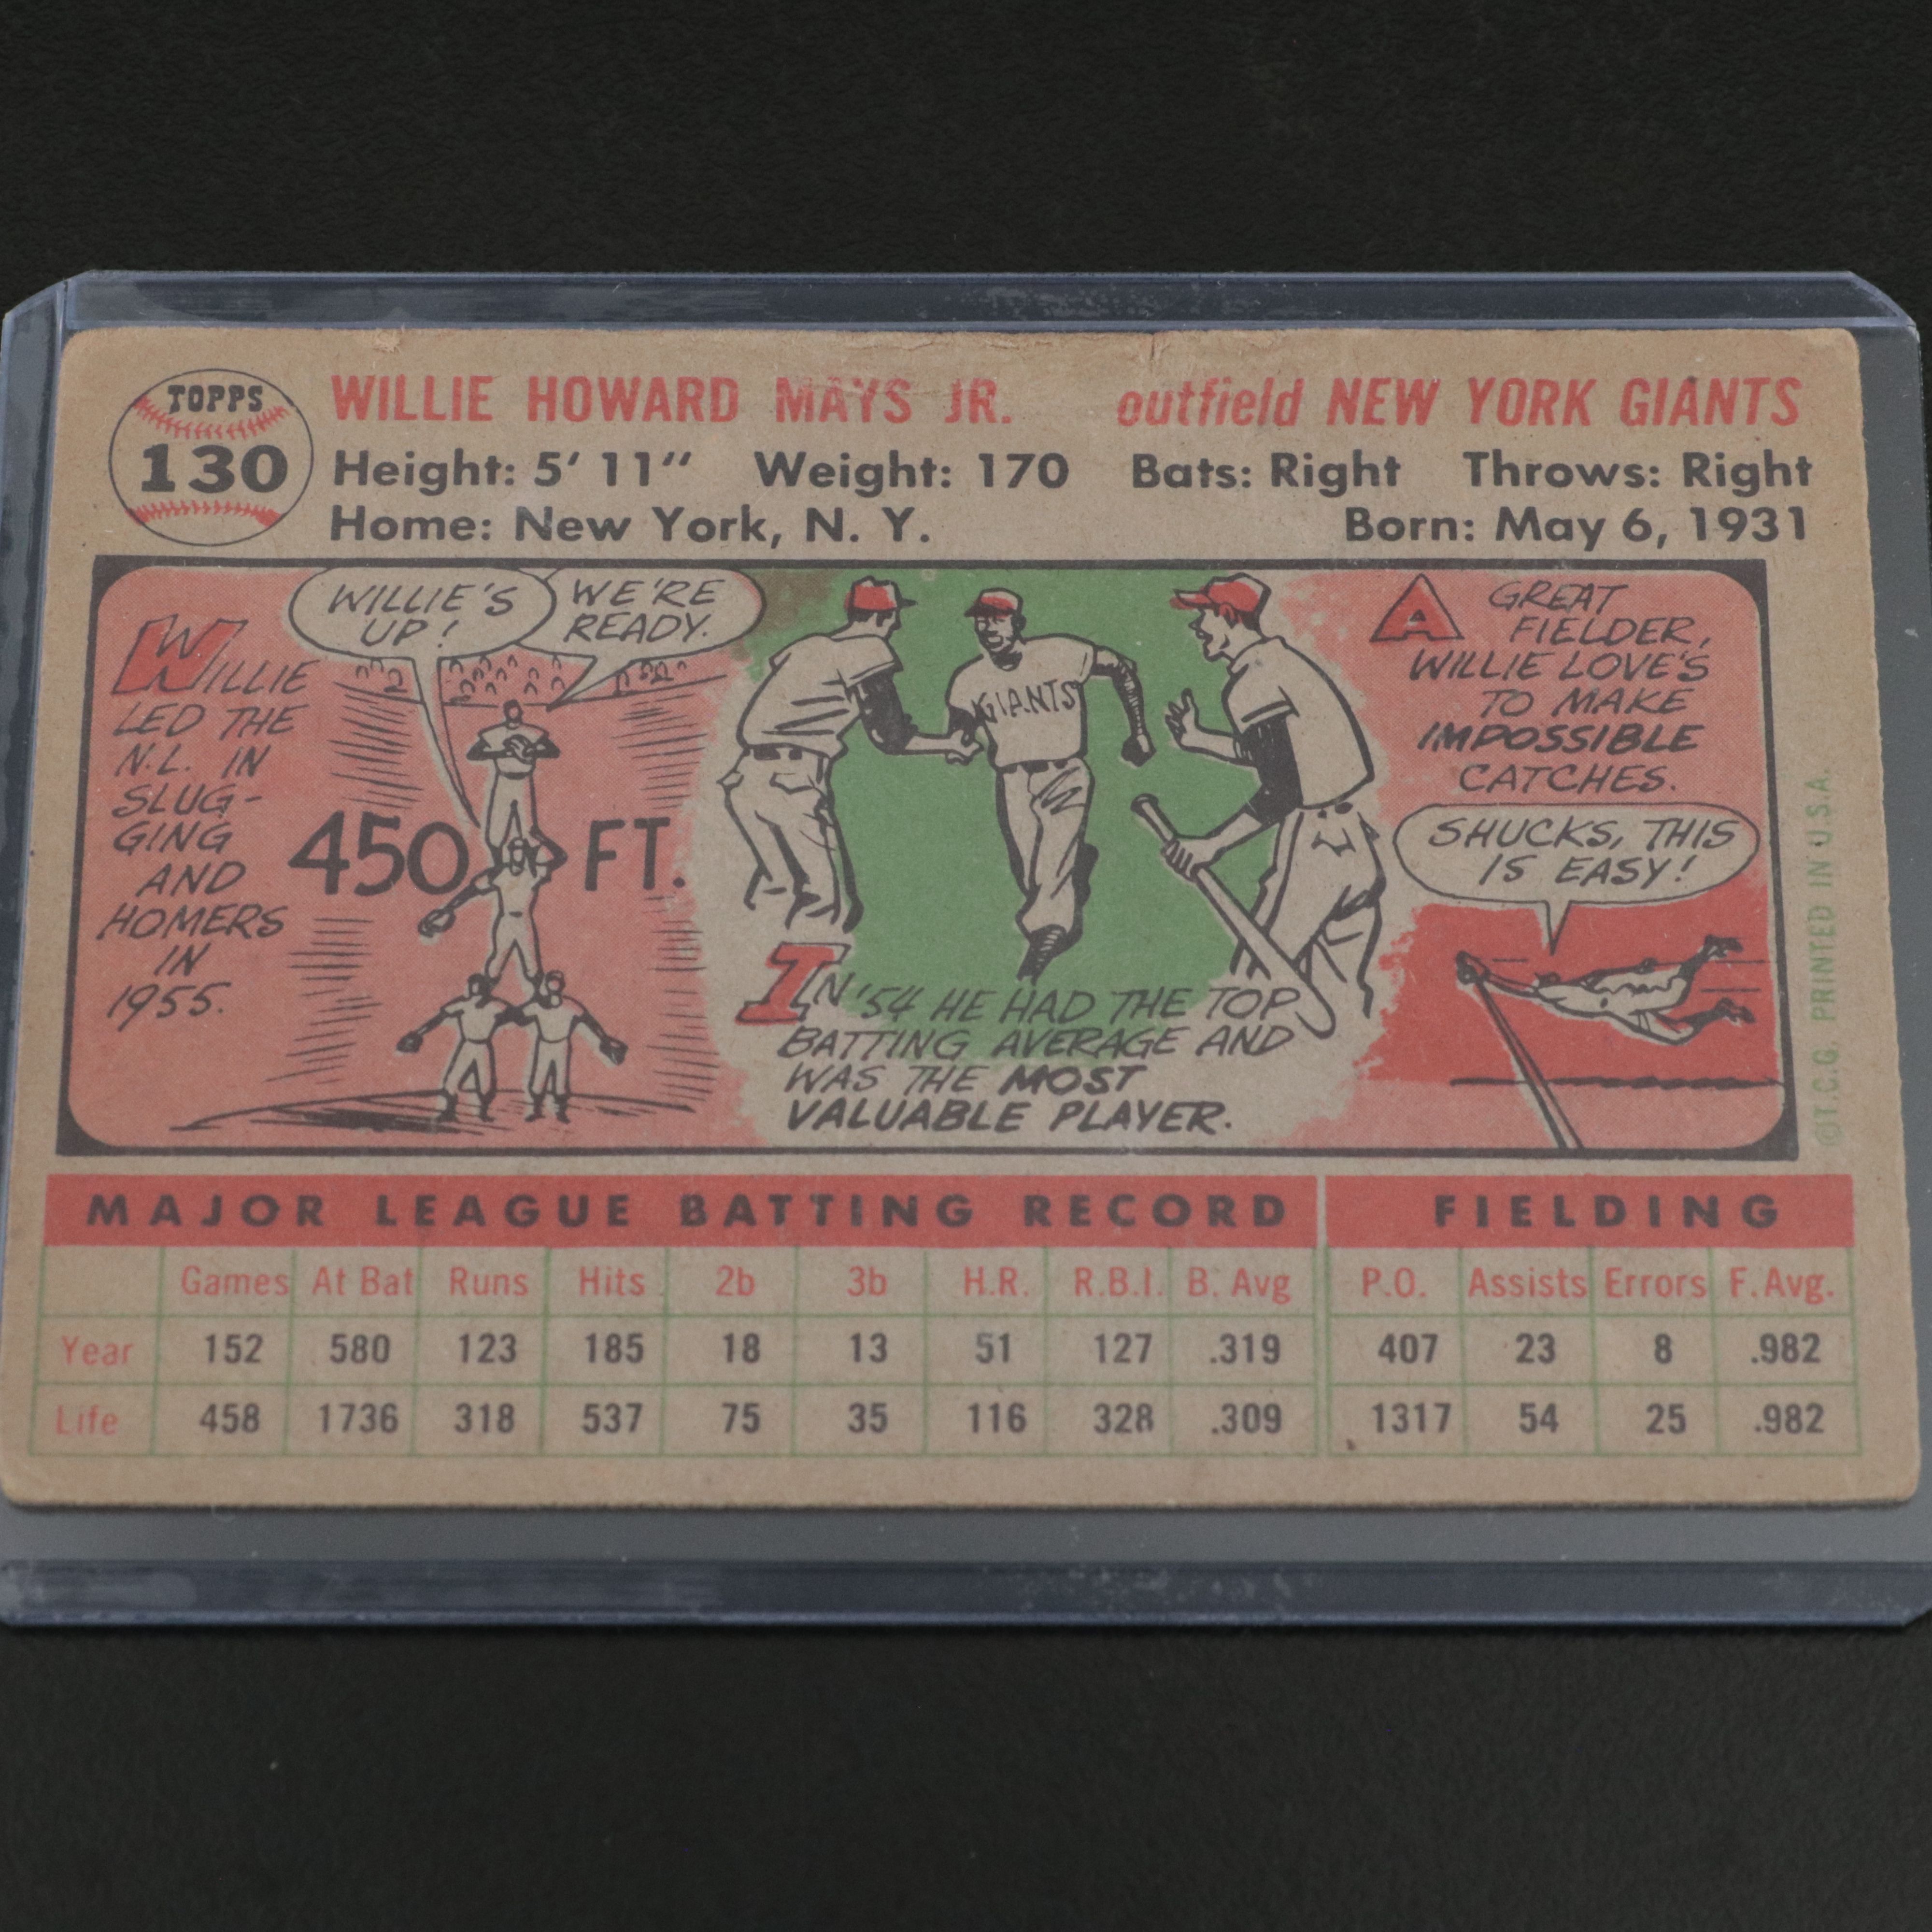 TOPPS
130
WILLIE HOWARD MAYS JR. outfield NEW YORK GIANTS
Height: 5' 11" Weight: 170 Bats: Right Throws: Right
Home: New York, N. Y. Born: May 6, 1931
WILLIE
LED THE
N.L. IN
SLUG-
GING
AND
HOMERS
IN
1955.
WILLIE'S
UP!
WE'RE
READY.
450 FT.
GIANTS
IN '54 HE HAD THE TOP
BATTING AVERAGE AND
WAS THE MOST
VALUABLE PLAYER.
A GREAT
FIELDER,
WILLIE LOVE'S
TO MAKE
IMPOSSIBLE
CATCHES.
SHUCKS, THIS
IS EASY!
©T.C.G. PRINTED IN U.S.A.
MAJOR LEAGUE BATTING RECORD FIELDING
Games At Bat Runs Hits 2b 3b H.R. R.B.I. B. Avg P.O. Assists Errors F. Avg.
Year 152 580 123 185 18 13 51 127 .319 407 23 8 .982
Life 458 1736 318 537 75 35 116 328 .309 1317 54 25 .982